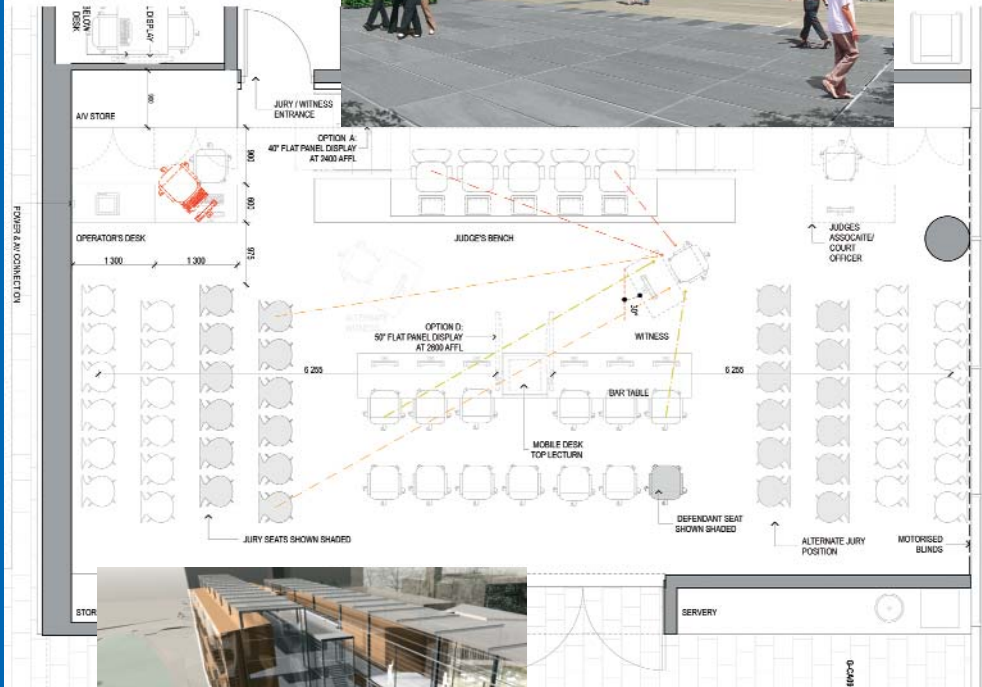 BELOW
DESK
L DISPLAY
900
A/V STORE
JURY / WITNESS
ENTRANCE
OPTION A:
40" FLAT PANEL DISPLAY
AT 2400 AFFL
900
600
975
POWER & AV CONNECTION
OPERATOR'S DESK
1 300
1 300
JUDGE'S BENCH
JUDGES
ASSOCAITE/
COURT
OFFICER
30°
WITNESS
OPTION D:
50" FLAT PANEL DISPLAY
AT 2600 AFFL
6 255
6 255
BAR TABLE
MOBILE DESK
TOP LECTURN
DEFENDANT SEAT
SHOWN SHADED
JURY SEATS SHOWN SHADED
ALTERNATE JURY
POSITION
MOTORISED
BLINDS
STOR
SERVERY